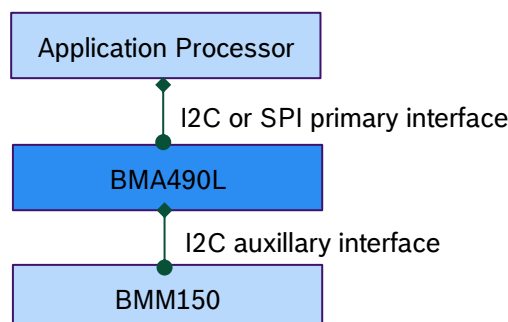 Application Processor
I2C or SPI primary interface
BMA490L
I2C auxillary interface
BMM150